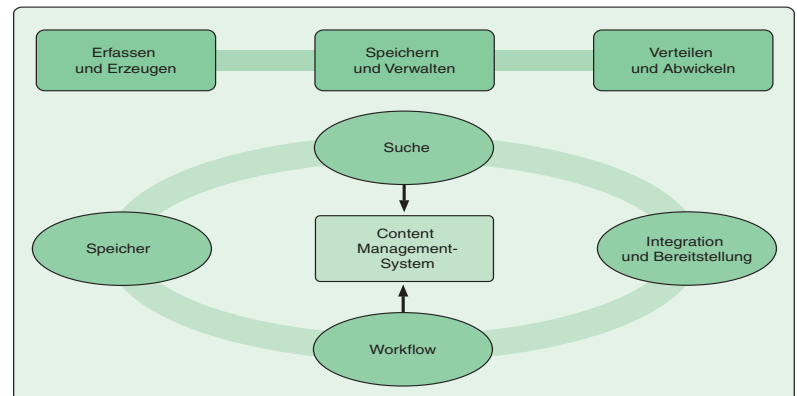 Erfassen
und Erzeugen
Speichern
und Verwalten
Verteilen
und Abwickeln
Suche
Speicher
Content
Management-
System
Integration
und Bereitstellung
Workflow